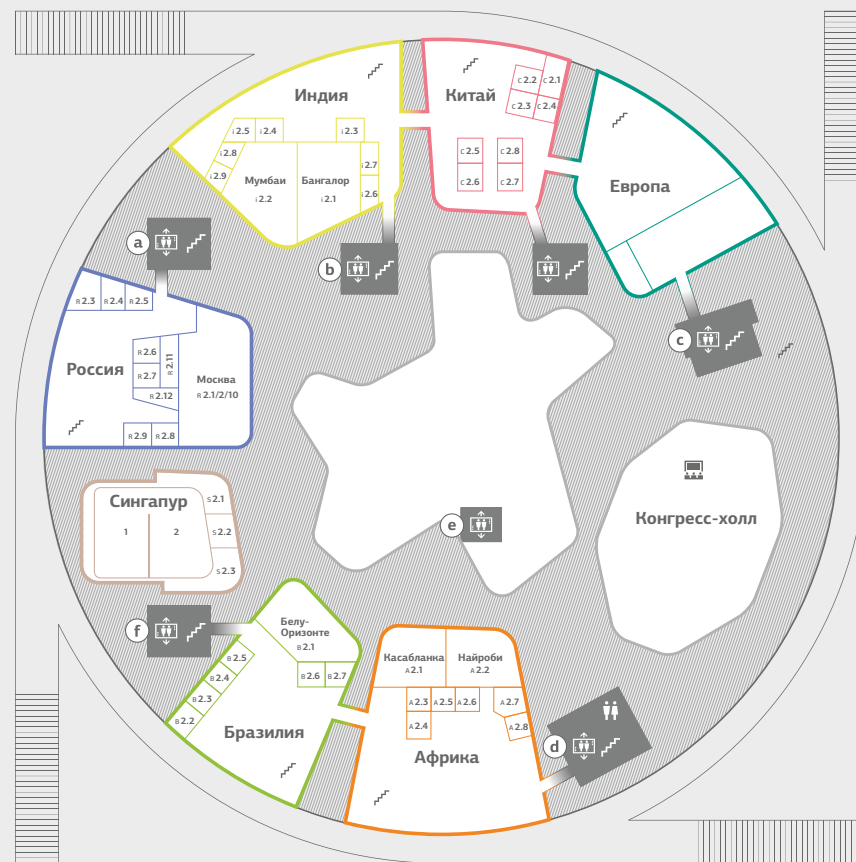 Индия
i 2.5
i 2.4
i 2.3
i 2.8
i 2.9
i 2.7
i 2.6
Мумбаи
i 2.2
Бангалор
i 2.1
Китай
C 2.2
C 2.1
C 2.3
C 2.4
C 2.5
C 2.8
C 2.6
C 2.7
Европа
a
b
c
R 2.3
R 2.4
R 2.5
Россия
R 2.6
R 2.7
R 2.11
R 2.12
Москва
R 2.1/2/10
R 2.9
R 2.8
Сингапур
1
2
S 2.1
S 2.2
S 2.3
e
Конгресс-холл
f
Белу-
Оризонте
B 2.1
B 2.5
B 2.4
B 2.3
B 2.2
B 2.6
B 2.7
Бразилия
Касабланка
A 2.1
Найроби
A 2.2
A 2.3
A 2.5
A 2.6
A 2.7
A 2.4
A 2.8
Африка
d